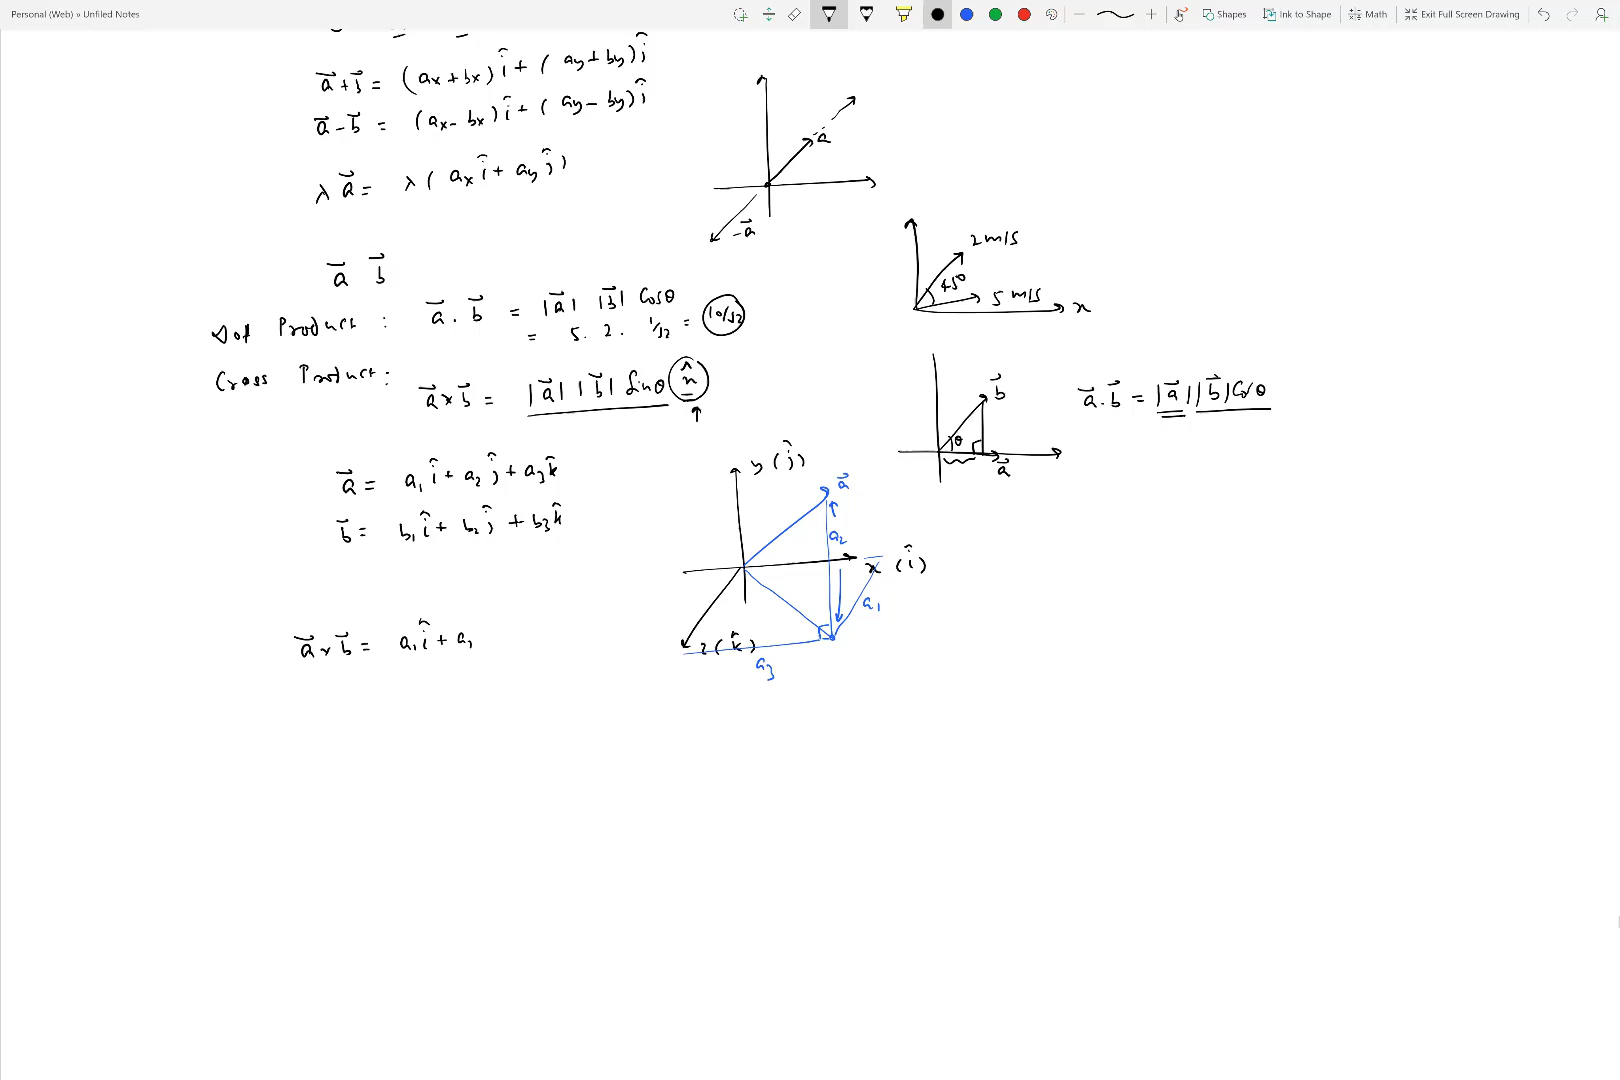 Personal (Web) » Unfiled Notes
Shapes Ink to Shape Math Exit Full Screen Drawing
a⃗ + b⃗ = (ax + bx) î + (ay + by) ĵ
a⃗ - b⃗ = (ax - bx) î + (ay - by) ĵ
λ a⃗ = λ ( ax î + ay ĵ )
a⃗
-a⃗
a⃗ b⃗
2 m/s
45°
5 m/s
x
Dot Product : a⃗ . b⃗ = |a⃗| |b⃗| Cosθ
= 5. 2. 1/√2 = 10/√2
Cross Product : a⃗ × b⃗ = |a⃗| |b⃗| Sinθ n̂
b⃗
θ
a⃗
a⃗ . b⃗ = |a⃗| |b⃗| Cosθ
a⃗ = a₁ î + a₂ ĵ + a₃ k̂
b⃗ = b₁ î + b₂ ĵ + b₃ k̂
y (ĵ)
a⃗
a₂
x (î)
a₁
z (k̂)
a₃
a⃗ × b⃗ = a₁ î + a₁